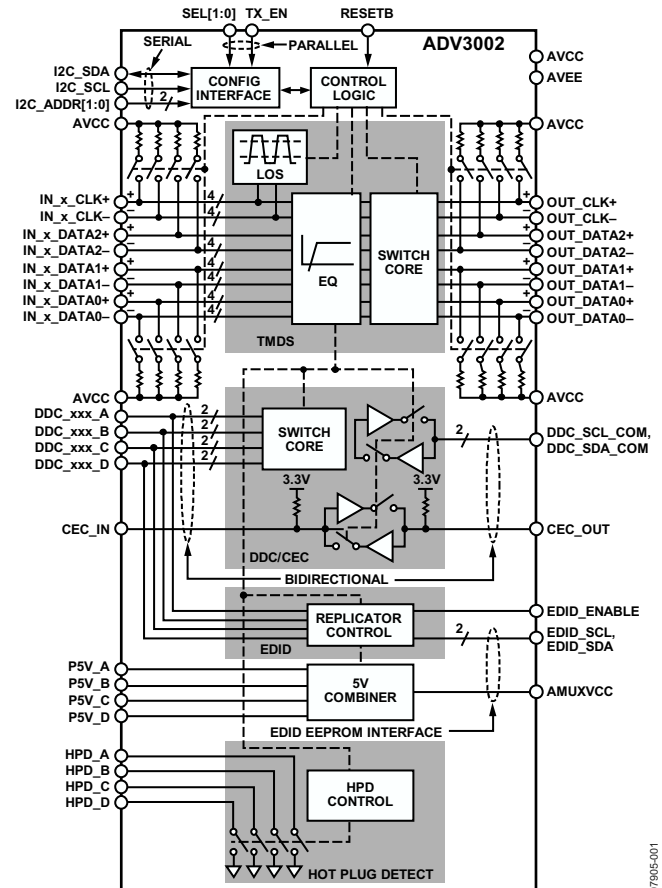 SEL[1:0] TX_EN RESETB
SERIAL
PARALLEL
ADV3002
AVCC
AVEE
I2C_SDA
I2C_SCL
I2C_ADDR[1:0]
2
CONFIG
INTERFACE
CONTROL
LOGIC
AVCC
AVCC
LOS
+ IN_x_CLK+ 4
– IN_x_CLK– 4
+ IN_x_DATA2+ 4
– IN_x_DATA2– 4
+ IN_x_DATA1+ 4
– IN_x_DATA1– 4
+ IN_x_DATA0+ 4
– IN_x_DATA0– 4
EQ
SWITCH
CORE
+ OUT_CLK+
– OUT_CLK–
+ OUT_DATA2+
– OUT_DATA2–
+ OUT_DATA1+
– OUT_DATA1–
+ OUT_DATA0+
– OUT_DATA0–
TMDS
AVCC
AVCC
DDC_xxx_A 2
DDC_xxx_B 2
DDC_xxx_C 2
DDC_xxx_D 2
SWITCH
CORE
2
DDC_SCL_COM,
DDC_SDA_COM
3.3V
3.3V
CEC_IN
CEC_OUT
DDC/CEC
BIDIRECTIONAL
REPLICATOR
CONTROL
EDID
EDID_ENABLE
2
EDID_SCL,
EDID_SDA
P5V_A
P5V_B
P5V_C
P5V_D
5V
COMBINER
AMUXVCC
EDID EEPROM INTERFACE
HPD_A
HPD_B
HPD_C
HPD_D
HPD
CONTROL
HOT PLUG DETECT
7905-001